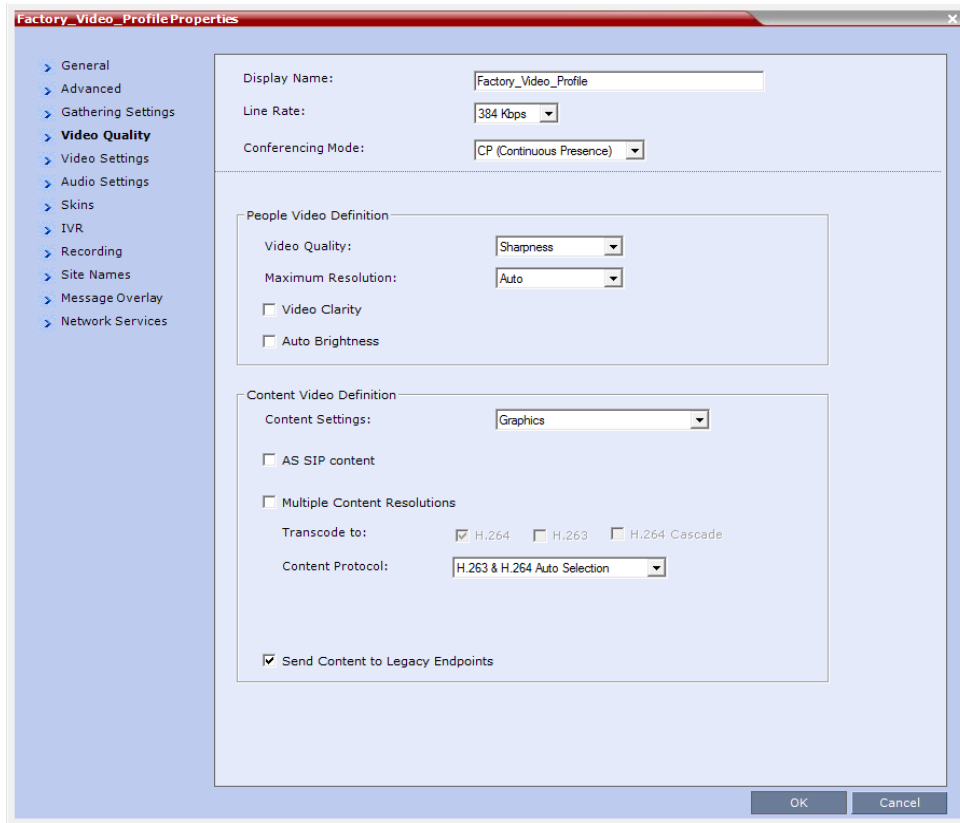 Factory_Video_Profile Properties
General
Advanced
Gathering Settings
Video Quality
Video Settings
Audio Settings
Skins
IVR
Recording
Site Names
Message Overlay
Network Services
Display Name: Factory_Video_Profile
Line Rate: 384 Kbps
Conferencing Mode: CP (Continuous Presence)
People Video Definition
Video Quality: Sharpness
Maximum Resolution: Auto
Video Clarity
Auto Brightness
Content Video Definition
Content Settings: Graphics
AS SIP content
Multiple Content Resolutions
Transcode to: H.264 H.263 H.264 Cascade
Content Protocol: H.263 & H.264 Auto Selection
Send Content to Legacy Endpoints
OK Cancel